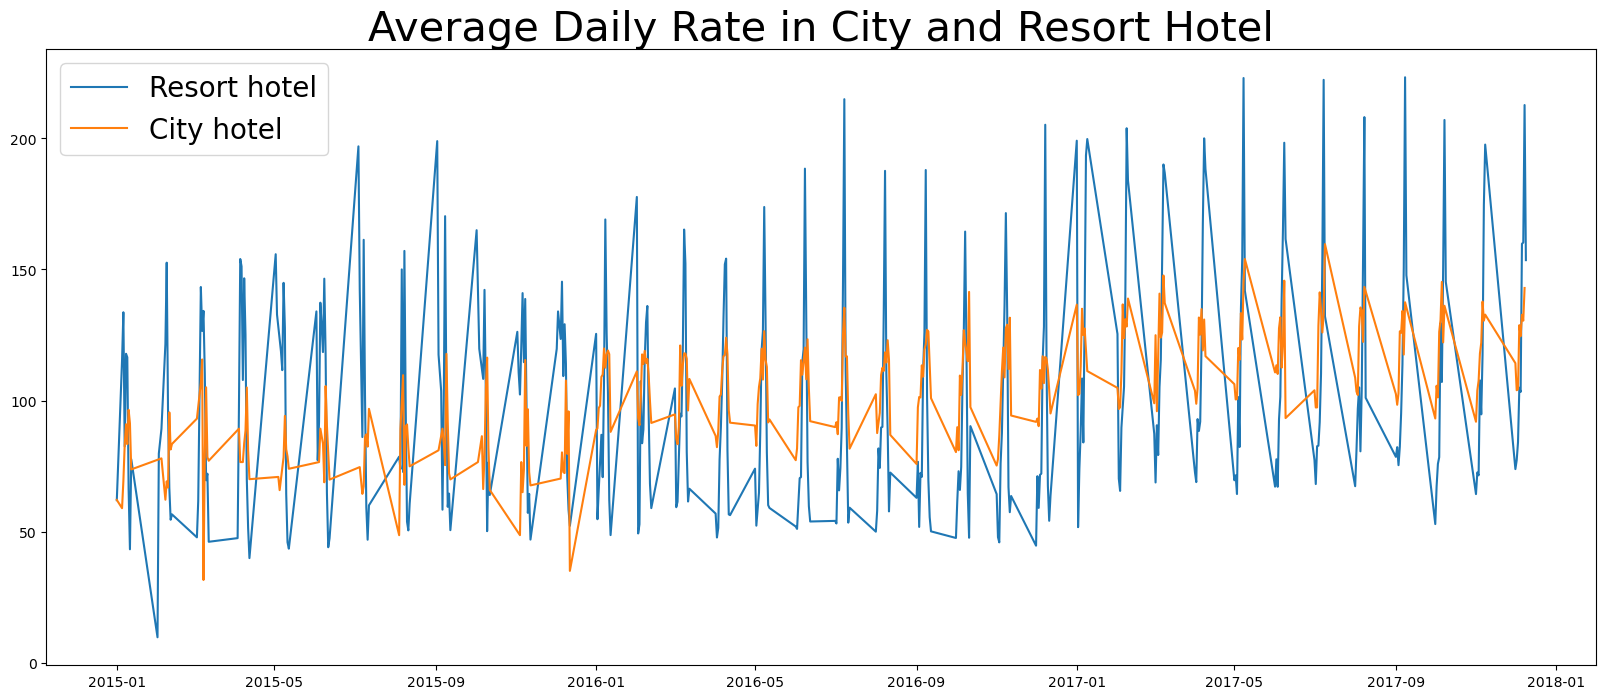 Average Daily Rate in City and Resort Hotel
Resort hotel
City hotel
200
150
100
50
0
2015-01 2015-05 2015-09 2016-01 2016-05 2016-09 2017-01 2017-05 2017-09 2018-01